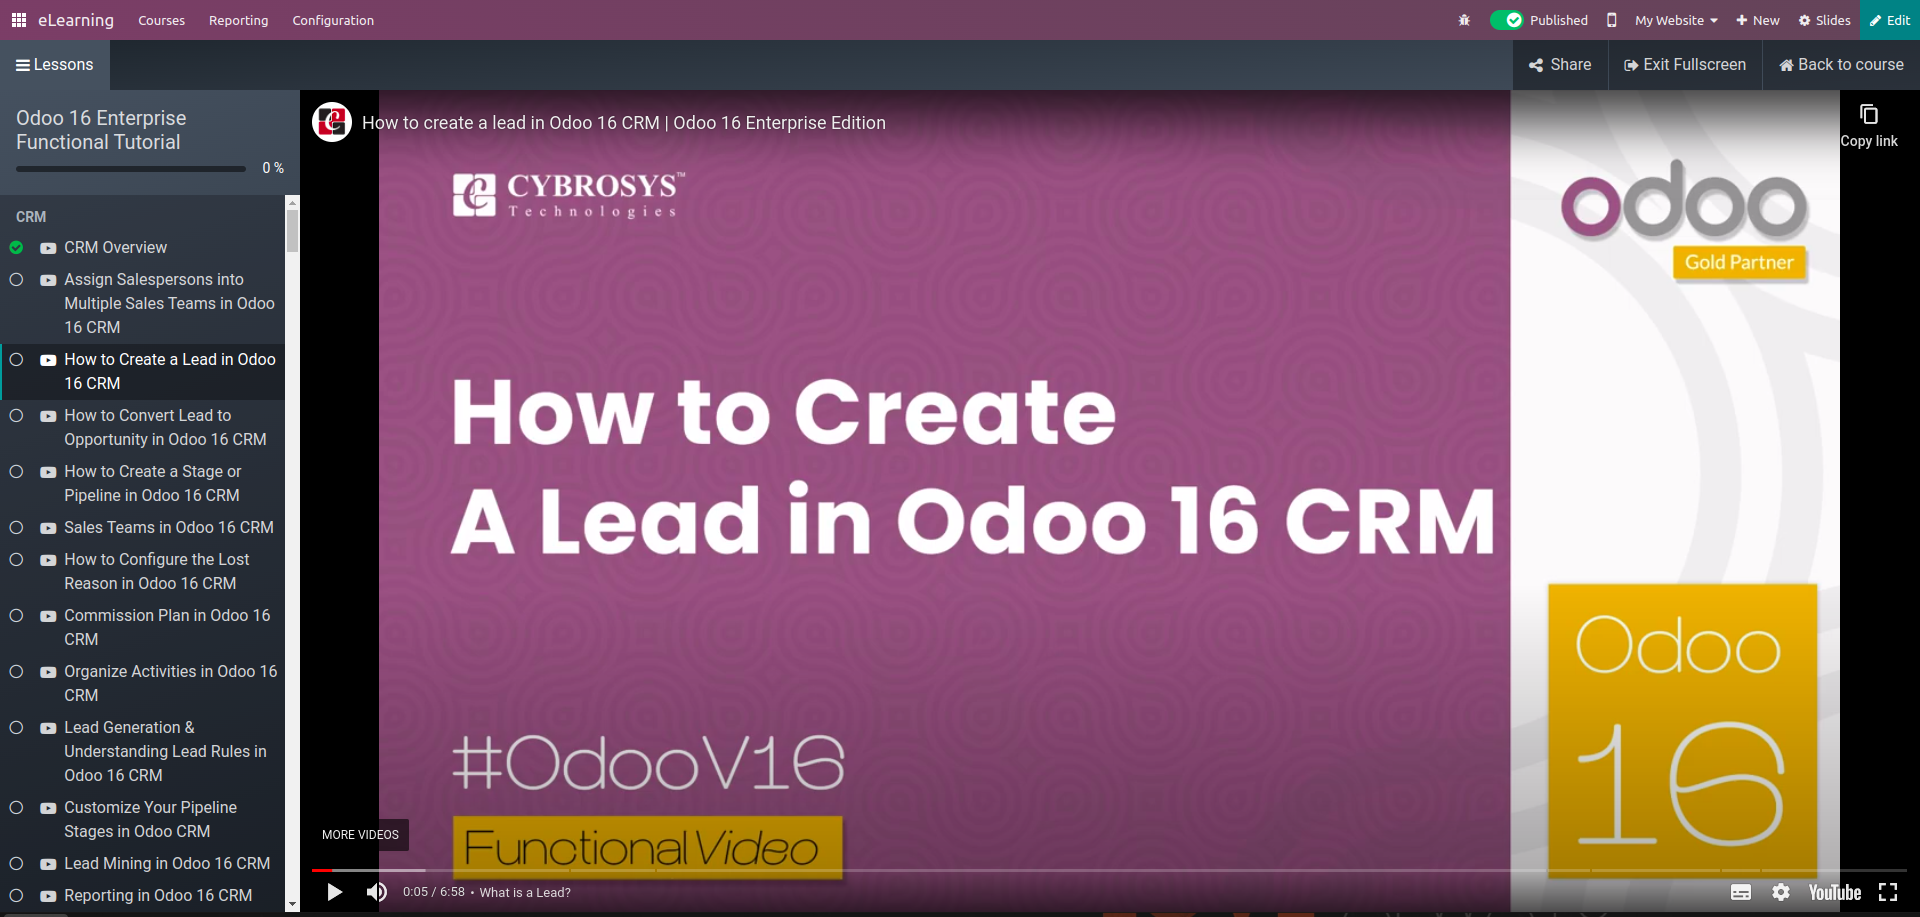 eLearning Courses Reporting Configuration Published My Website New Slides Edit
Lessons Share Exit Fullscreen Back to course
Odoo 16 Enterprise
Functional Tutorial
0 %
CRM
CRM Overview
Assign Salespersons into
Multiple Sales Teams in Odoo
16 CRM
How to Create a Lead in Odoo
16 CRM
How to Convert Lead to
Opportunity in Odoo 16 CRM
How to Create a Stage or
Pipeline in Odoo 16 CRM
Sales Teams in Odoo 16 CRM
How to Configure the Lost
Reason in Odoo 16 CRM
Commission Plan in Odoo 16
CRM
Organize Activities in Odoo 16
CRM
Lead Generation &
Understanding Lead Rules in
Odoo 16 CRM
Customize Your Pipeline
Stages in Odoo CRM
Lead Mining in Odoo 16 CRM
Reporting in Odoo 16 CRM
How to create a lead in Odoo 16 CRM | Odoo 16 Enterprise Edition
Copy link
CYBROSYS™
Technologies
odoo
Gold Partner
How to Create
A Lead in Odoo 16 CRM
#OdooV16
Functional Video
Odoo
16
MORE VIDEOS
0:05 / 6:58 • What is a Lead?
YouTube